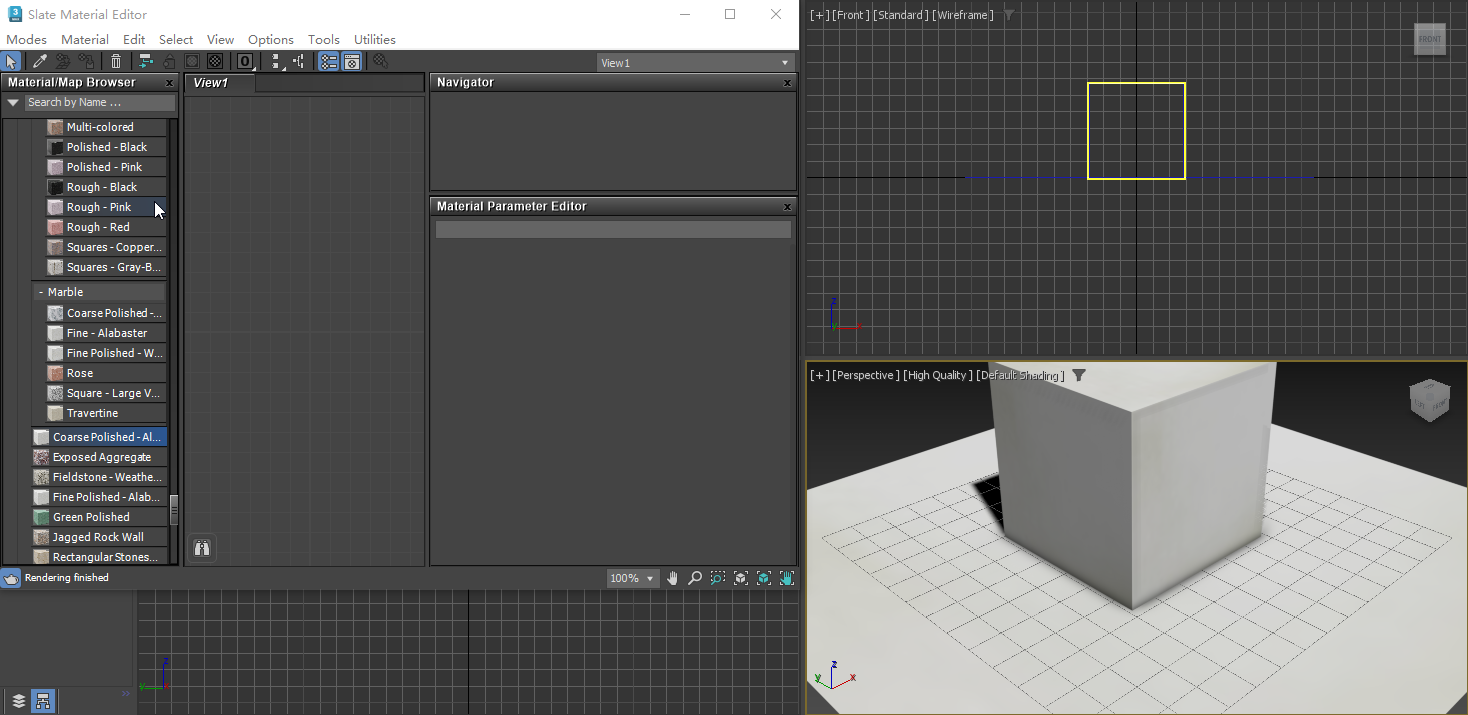 3
Slate Material Editor
Modes Material Edit Select View Options Tools Utilities
0
View1
Material/Map Browser x
Search by Name ...
Multi-colored
Polished - Black
Polished - Pink
Rough - Black
Rough - Pink
Rough - Red
Squares - Copper...
Squares - Gray-B...
- Marble
Coarse Polished -...
Fine - Alabaster
Fine Polished - W...
Rose
Square - Large V...
Travertine
Coarse Polished - Al...
Exposed Aggregate
Fieldstone - Weathe...
Fine Polished - Alab...
Green Polished
Jagged Rock Wall
Rectangular Stones...
View1
Navigator x
Material Parameter Editor x
Rendering finished
100%
z
y
[+] [Front ] [Standard ] [Wireframe ]
FRONT
z
x
[+] [Perspective ] [High Quality ] [Default Shading ]
LEFT FRONT
z
y x